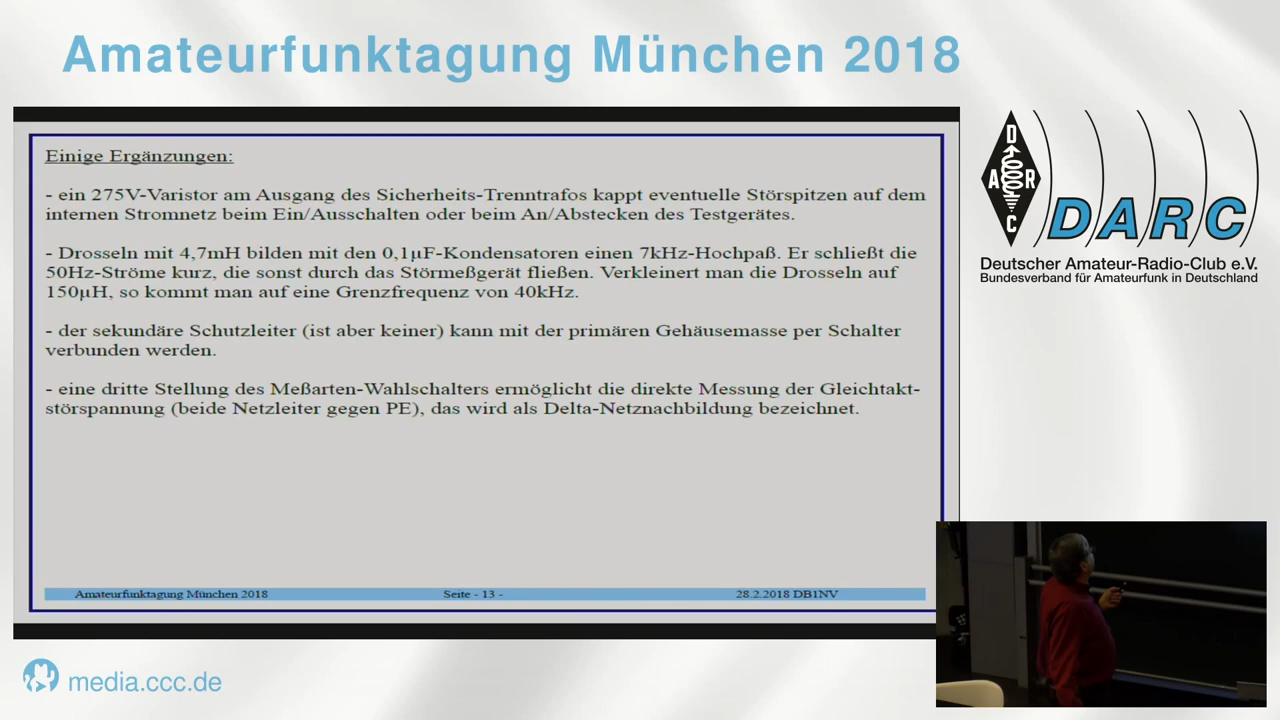 Amateurfunktagung München 2018
Einige Ergänzungen:
- ein 275V-Varistor am Ausgang des Sicherheits-Trenntrafos kappt eventuelle Störspitzen auf dem
internen Stromnetz beim Ein/Ausschalten oder beim An/Abstecken des Testgerätes.
- Drosseln mit 4,7mH bilden mit den 0,1µF-Kondensatoren einen 7kHz-Hochpaß. Er schließt die
50Hz-Ströme kurz, die sonst durch das Störmeßgerät fließen. Verkleinert man die Drosseln auf
150µH, so kommt man auf eine Grenzfrequenz von 40kHz.
- der sekundäre Schutzleiter (ist aber keiner) kann mit der primären Gehäusemasse per Schalter
verbunden werden.
- eine dritte Stellung des Meßarten-Wahlschalters ermöglicht die direkte Messung der Gleichtakt-
störspannung (beide Netzleiter gegen PE), das wird als Delta-Netznachbildung bezeichnet.
Amateurfunktagung München 2018 Seite - 13 - 28.2.2018 DB1NV
D
A R
C
DARC
Deutscher Amateur-Radio-Club e.V.
Bundesverband für Amateurfunk in Deutschland
media.ccc.de